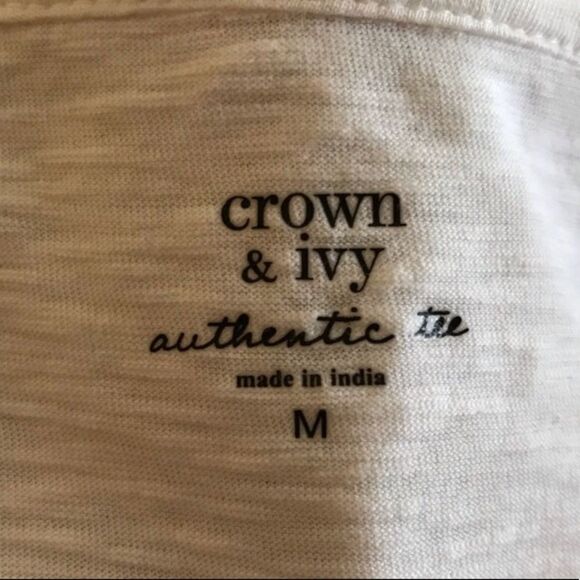 crown
& ivy
authentic tee
made in india
M